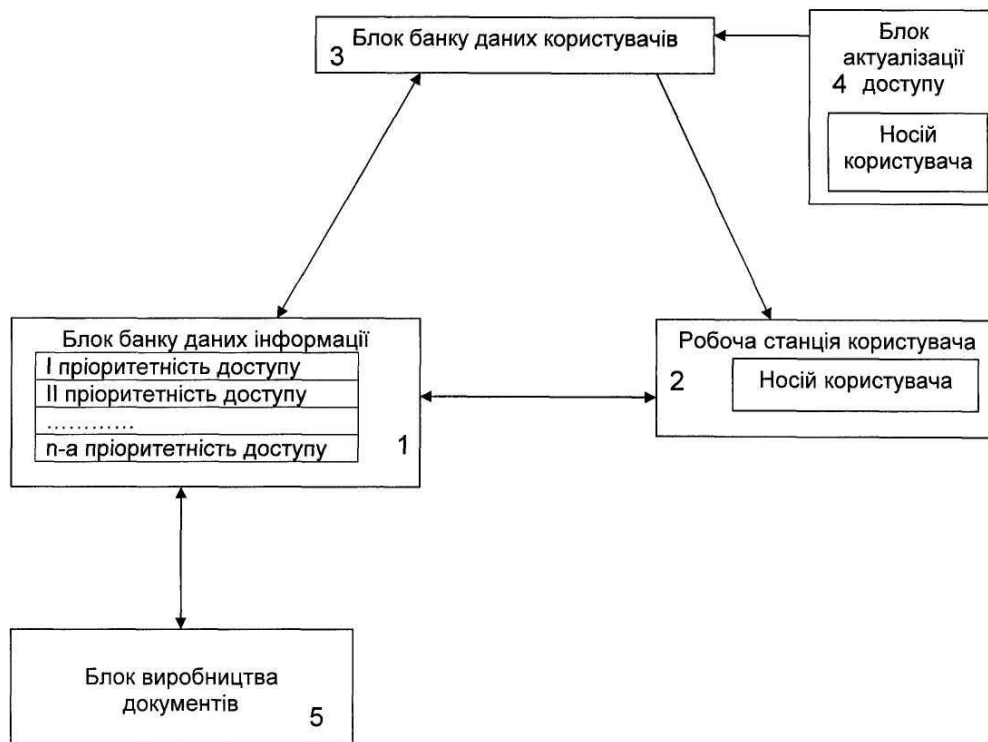 Блок банку даних користувачів
3
Блок
актуалізації
4 доступу
Носій
користувача
Блок банку даних інформації
I пріоритетність доступу
II пріоритетність доступу
…………
n-а пріоритетність доступу
1
Робоча станція користувача
2
Носій користувача
Блок виробництва
документів
5